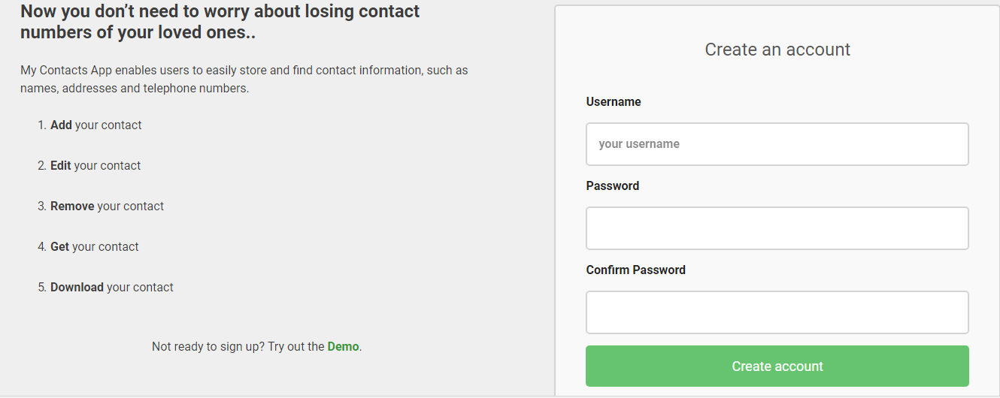 Now you don’t need to worry about losing contact
numbers of your loved ones..
My Contacts App enables users to easily store and find contact information, such as
names, addresses and telephone numbers.
1. Add your contact
2. Edit your contact
3. Remove your contact
4. Get your contact
5. Download your contact
Not ready to sign up? Try out the Demo.
Create an account
Username
your username
Password
Confirm Password
Create account